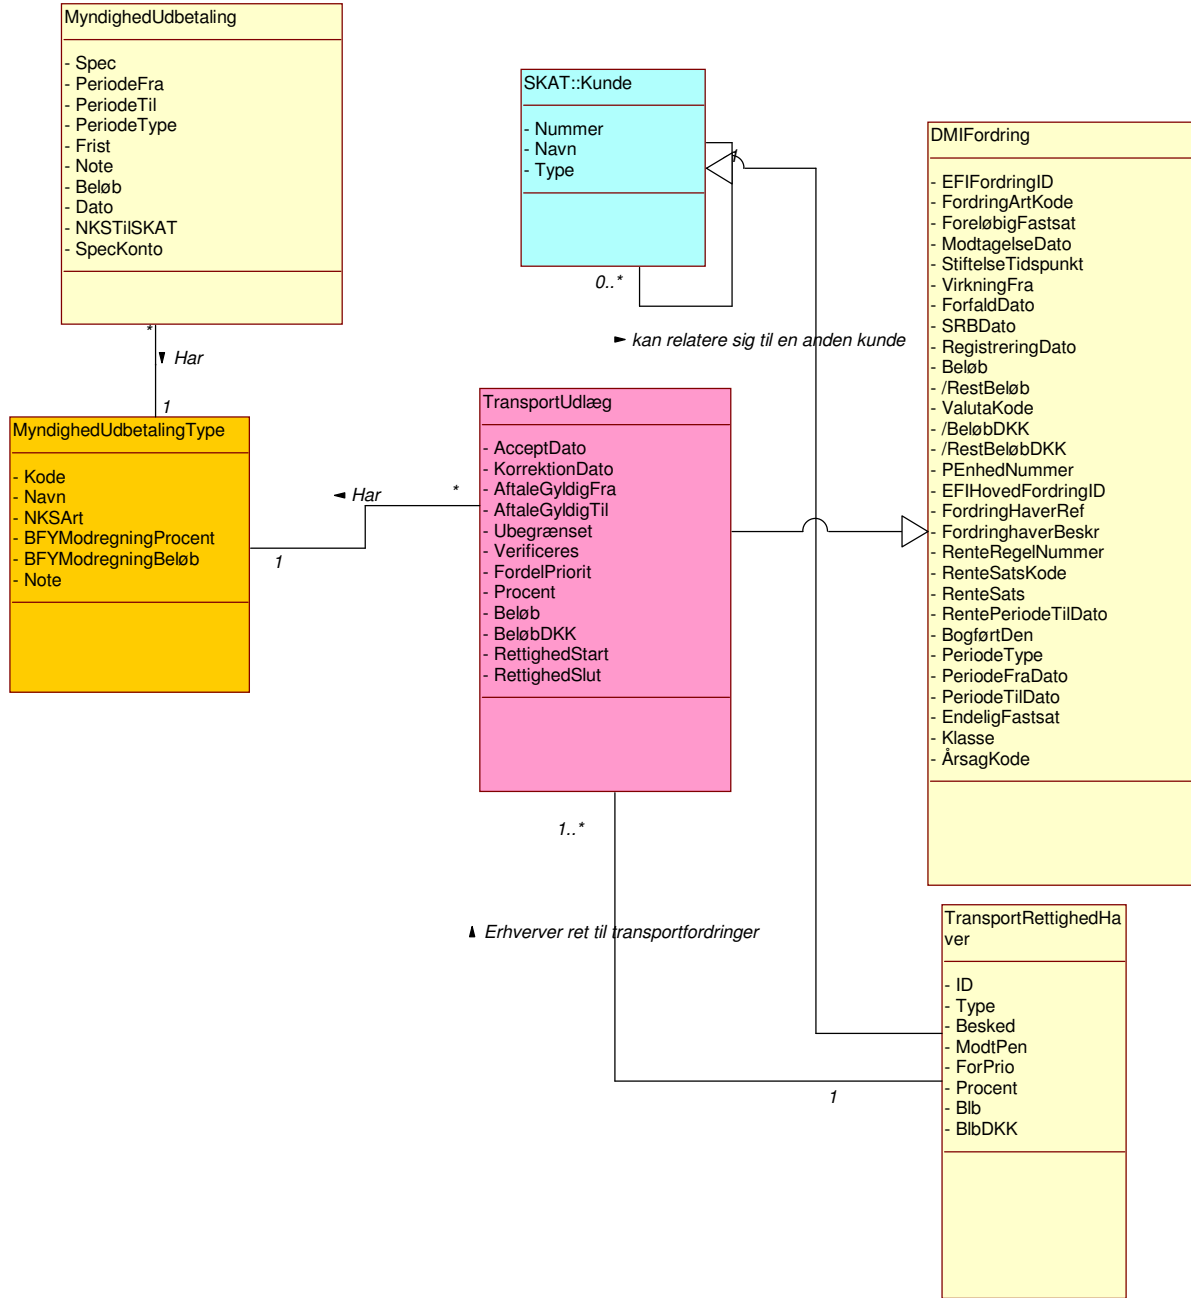 MyndighedUdbetaling
- Spec
- PeriodeFra
- PeriodeTil
- PeriodeType
- Frist
- Note
- Beløb
- Dato
- NKSTilSKAT
- SpecKonto
*
Har
1
MyndighedUdbetalingType
- Kode
- Navn
- NKSArt
- BFYModregningProcent
- BFYModregningBeløb
- Note
SKAT::Kunde
- Nummer
- Navn
- Type
1
0..*
kan relatere sig til en anden kunde
TransportUdlæg
- AcceptDato
- KorrektionDato
- AftaleGyldigFra
- AftaleGyldigTil
- Ubegrænset
- Verificeres
- FordelPriorit
- Procent
- Beløb
- BeløbDKK
- RettighedStart
- RettighedSlut
Har
*
1
1..*
Erhverver ret til transportfordringer
1
DMIFordring
- EFIFordringID
- FordringArtKode
- ForeløbigFastsat
- ModtagelseDato
- StiftelseTidspunkt
- VirkningFra
- ForfaldDato
- SRBDato
- RegistreringDato
- Beløb
- /RestBeløb
- ValutaKode
- /BeløbDKK
- /RestBeløbDKK
- PEnhedNummer
- EFIHovedFordringID
- FordringHaverRef
- FordringhaverBeskr
- RenteRegelNummer
- RenteSatsKode
- RenteSats
- RentePeriodeTilDato
- BogførtDen
- PeriodeType
- PeriodeFraDato
- PeriodeTilDato
- EndeligFastsat
- Klasse
- ÅrsagKode
TransportRettighedHa
ver
- ID
- Type
- Besked
- ModtPen
- ForPrio
- Procent
- Blb
- BlbDKK